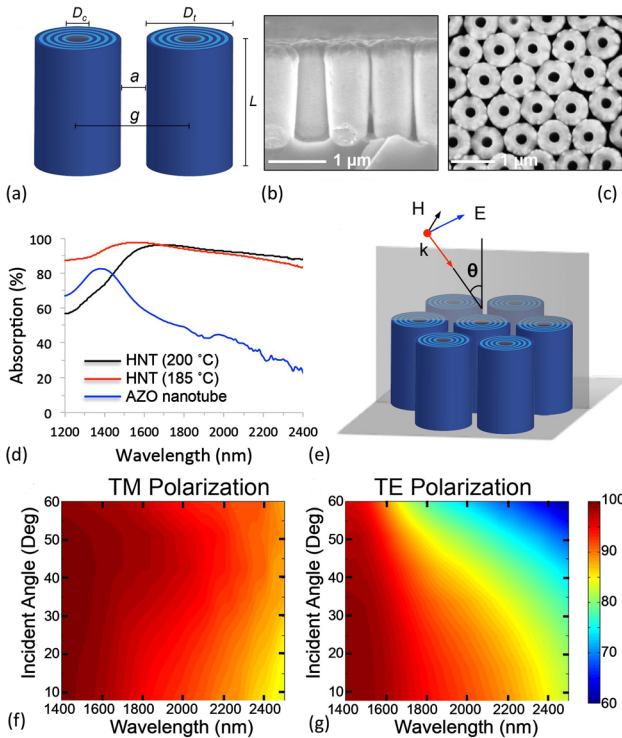 D_c
D_t
a
g
L
(a)
1 µm
(b)
1 µm
(c)
Absorption (%)
100
80
60
40
20
0
HNT (200 ˚C)
HNT (185 ˚C)
AZO nanotube
1200 1400 1600 1800 2000 2200 2400
Wavelength (nm)
(d)
H
E
k
θ
(e)
TM Polarization
Incident Angle (Deg)
60
50
40
30
20
10
1400 1600 1800 2000 2200 2400
Wavelength (nm)
(f)
TE Polarization
Incident Angle (Deg)
60
50
40
30
20
10
1400 1600 1800 2000 2200 2400
Wavelength (nm)
(g)
100
90
80
70
60